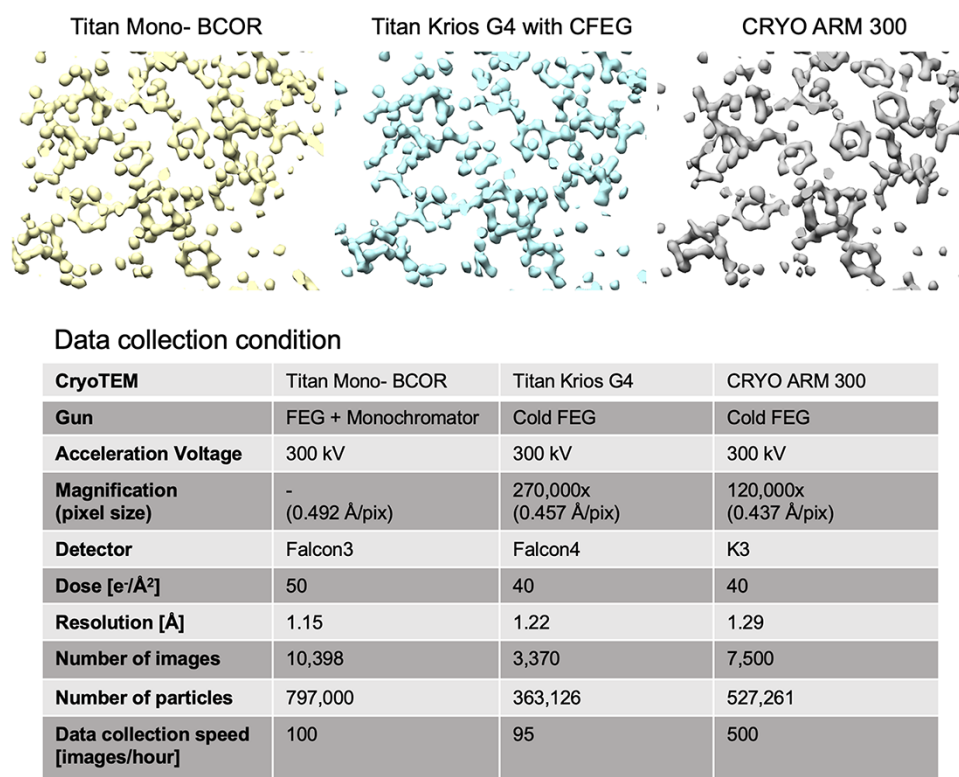 Titan Mono- BCOR Titan Krios G4 with CFEG CRYO ARM 300
Data collection condition
CryoTEM Titan Mono- BCOR Titan Krios G4 CRYO ARM 300
Gun FEG + Monochromator Cold FEG Cold FEG
Acceleration Voltage 300 kV 300 kV 300 kV
Magnification - 270,000x 120,000x
(pixel size) (0.492 Å/pix) (0.457 Å/pix) (0.437 Å/pix)
Detector Falcon3 Falcon4 K3
Dose [e⁻/Å²] 50 40 40
Resolution [Å] 1.15 1.22 1.29
Number of images 10,398 3,370 7,500
Number of particles 797,000 363,126 527,261
Data collection speed 100 95 500
[images/hour]